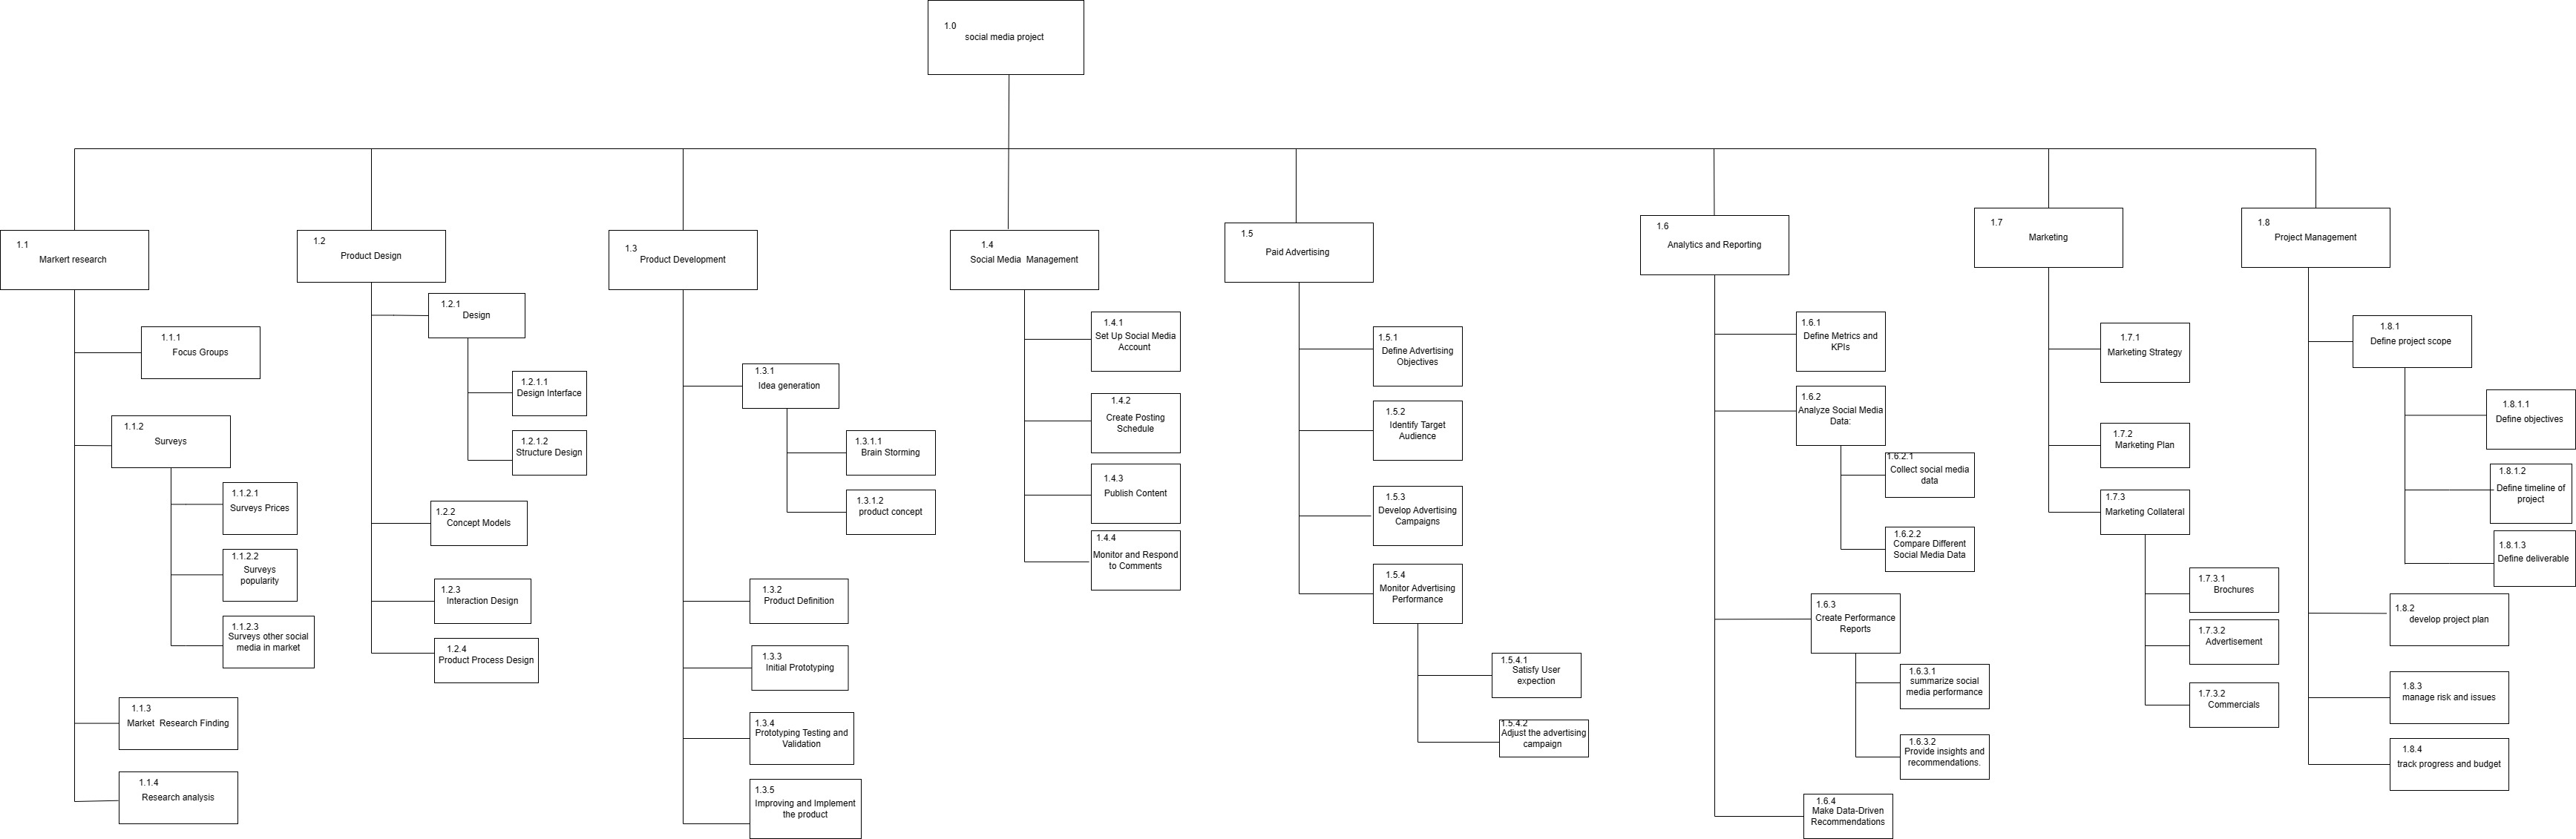 1.0
social media project
1.1
Markert research
1.1.1
Focus Groups
1.1.2
Surveys
1.1.2.1
Surveys Prices
1.1.2.2
Surveys
popularity
1.1.2.3
Surveys other social
media in market
1.1.3
Market Research Finding
1.1.4
Research analysis
1.2
Product Design
1.2.1
Design
1.2.1.1
Design Interface
1.2.1.2
Structure Design
1.2.2
Concept Models
1.2.3
Interaction Design
1.2.4
Product Process Design
1.3
Product Development
1.3.1
Idea generation
1.3.1.1
Brain Storming
1.3.1.2
product concept
1.3.2
Product Definition
1.3.3
Initial Prototyping
1.3.4
Prototyping Testing and
Validation
1.3.5
Improving and Implement
the product
1.4
Social Media Management
1.4.1
Set Up Social Media
Account
1.4.2
Create Posting
Schedule
1.4.3
Publish Content
1.4.4
Monitor and Respond
to Comments
1.5
Paid Advertising
1.5.1
Define Advertising
Objectives
1.5.2
Identify Target
Audience
1.5.3
Develop Advertising
Campaigns
1.5.4
Monitor Advertising
Performance
1.5.4.1
Satisfy User
expection
1.5.4.2
Adjust the advertising
campaign
1.6
Analytics and Reporting
1.6.1
Define Metrics and
KPIs
1.6.2
Analyze Social Media
Data:
1.6.2.1
Collect social media
data
1.6.2.2
Compare Different
Social Media Data
1.6.3
Create Performance
Reports
1.6.3.1
summarize social
media performance
1.6.3.2
Provide insights and
recommendations.
1.6.4
Make Data-Driven
Recommendations
1.7
Marketing
1.7.1
Marketing Strategy
1.7.2
Marketing Plan
1.7.3
Marketing Collateral
1.7.3.1
Brochures
1.7.3.2
Advertisement
1.7.3.2
Commercials
1.8
Project Management
1.8.1
Define project scope
1.8.1.1
Define objectives
1.8.1.2
Define timeline of
project
1.8.1.3
Define deliverable
1.8.2
develop project plan
1.8.3
manage risk and issues
1.8.4
track progress and budget